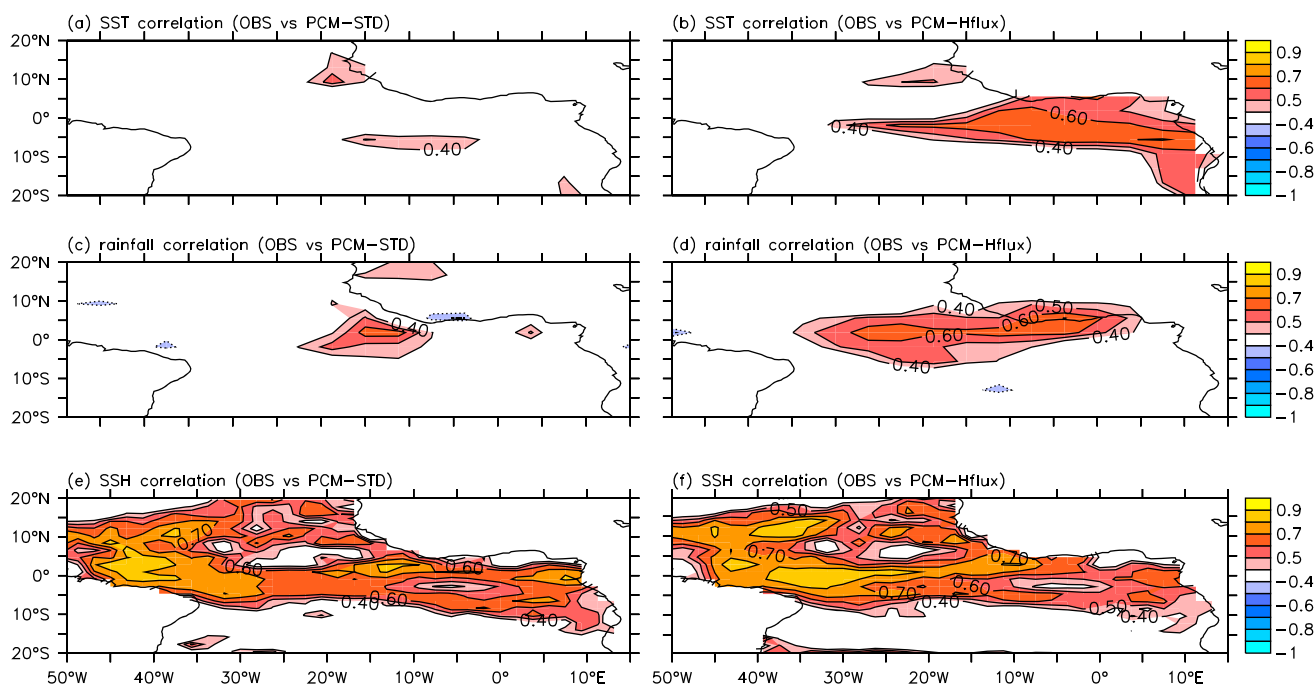 (a) SST correlation (OBS vs PCM-STD)
(b) SST correlation (OBS vs PCM-Hflux)
20°N
10°N
0°
10°S
20°S
0.40
0.40
0.60
0.40
0.9
0.7
0.5
-0.4
-0.6
-0.8
-1
(c) rainfall correlation (OBS vs PCM-STD)
(d) rainfall correlation (OBS vs PCM-Hflux)
20°N
10°N
0°
10°S
20°S
0.40
0.40
0.50
0.60
0.60
0.40
0.40
0.9
0.7
0.5
-0.4
-0.6
-0.8
-1
(e) SSH correlation (OBS vs PCM-STD)
(f) SSH correlation (OBS vs PCM-Hflux)
20°N
10°N
0°
10°S
20°S
0.70
0.60
0.60
0.40
0.40
0.50
0.70
0.70
0.60
0.70
0.40
0.50
0.40
0.9
0.7
0.5
-0.4
-0.6
-0.8
-1
50°W 40°W 30°W 20°W 10°W 0° 10°E
50°W 40°W 30°W 20°W 10°W 0° 10°E